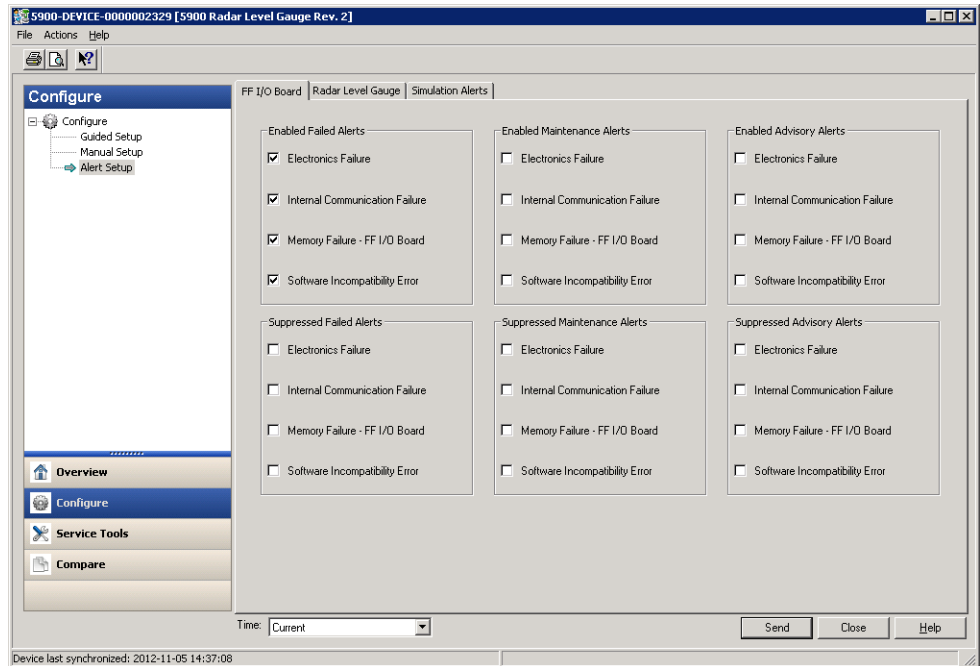 5900-DEVICE-0000002329 [5900 Radar Level Gauge Rev. 2]
File Actions Help
Configure
Configure
Guided Setup
Manual Setup
Alert Setup
Overview
Configure
Service Tools
Compare
FF I/O Board Radar Level Gauge Simulation Alerts
Enabled Failed Alerts
Electronics Failure
Internal Communication Failure
Memory Failure - FF I/O Board
Software Incompatibility Error
Enabled Maintenance Alerts
Electronics Failure
Internal Communication Failure
Memory Failure - FF I/O Board
Software Incompatibility Error
Enabled Advisory Alerts
Electronics Failure
Internal Communication Failure
Memory Failure - FF I/O Board
Software Incompatibility Error
Suppressed Failed Alerts
Electronics Failure
Internal Communication Failure
Memory Failure - FF I/O Board
Software Incompatibility Error
Suppressed Maintenance Alerts
Electronics Failure
Internal Communication Failure
Memory Failure - FF I/O Board
Software Incompatibility Error
Suppressed Advisory Alerts
Electronics Failure
Internal Communication Failure
Memory Failure - FF I/O Board
Software Incompatibility Error
Time: Current
Send Close Help
Device last synchronized: 2012-11-05 14:37:08